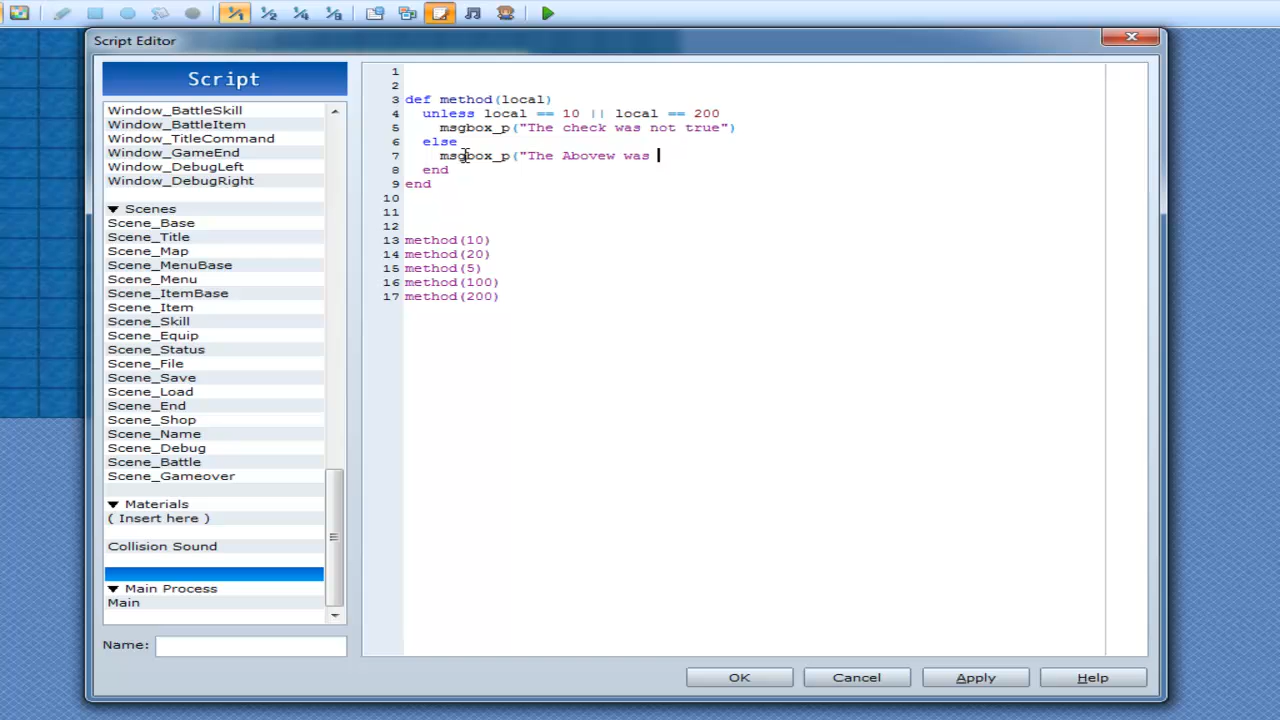 Script Editor
Script
Window_BattleSkill
Window_BattleItem
Window_TitleCommand
Window_GameEnd
Window_DebugLeft
Window_DebugRight
▼ Scenes
Scene_Base
Scene_Title
Scene_Map
Scene_MenuBase
Scene_Menu
Scene_ItemBase
Scene_Item
Scene_Skill
Scene_Equip
Scene_Status
Scene_File
Scene_Save
Scene_Load
Scene_End
Scene_Shop
Scene_Name
Scene_Debug
Scene_Battle
Scene_Gameover
▼ Materials
( Insert here )
Collision Sound
▼ Main Process
Main
Name:
1
2
3 def method(local)
4 unless local == 10 || local == 200
5 msgbox_p("The check was not true")
6 else
7 msgbox_p("The Abovew was
8 end
9 end
10
11
12
13 method(10)
14 method(20)
15 method(5)
16 method(100)
17 method(200)
OK Cancel Apply Help